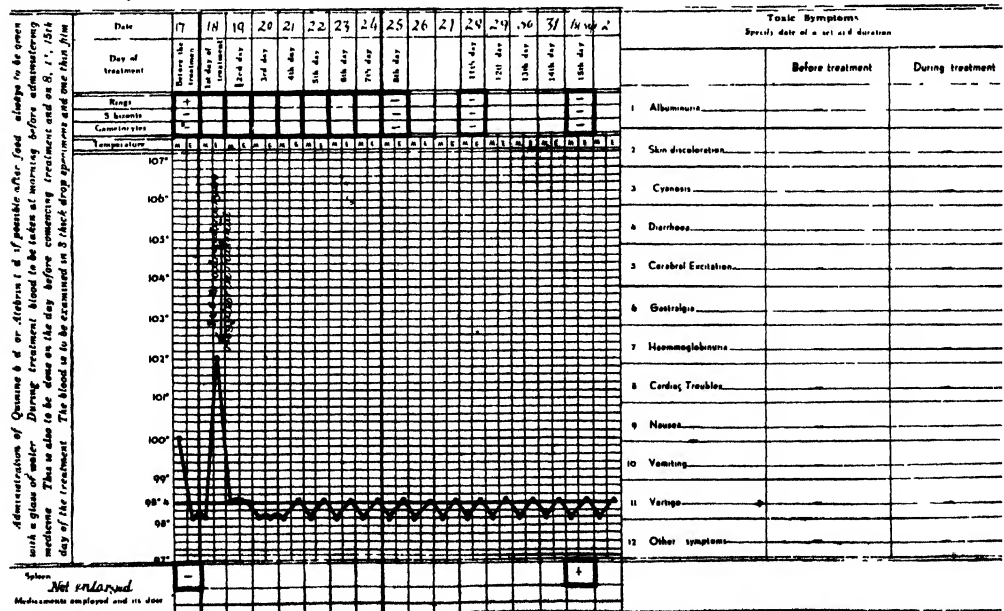 Administration of Quinine b d or Atebrin t d if possible after food always to be given
with a glass of water During treatment blood to be taken at morning before administering
medicine This is also to be done on the day before comencing treatment and on 8, 15th
day of the treatment The blood is to be examined in 3 thick drop specimens and one thin film
Date 17 18 19 20 21 22 23 24 25 26 27 28 29 30 31 2
Day of treatment
Before the treatment
1st day of treatment
2rd day
3rd day
4th day
5th day
6th day
7th day
8th day
11th day
12th day
13th day
14th day
15th day
Rings + - - -
S hizonts - - - -
Gametocytes - - -
Temperature
107°
106°
105°
104°
103°
102°
101°
100°
99°
98°
97°
Spleen - +
Not enlarged
Medicaments employed and its dose
Toxic Symptoms
Specify date of and duration
Before treatment During treatment
1 Albuminuria
2 Skin discoloration
3 Cyanosis
4 Diarrhoea
5 Cerebral Excitation
6 Gastralgia
7 Haemmoglobinuria
8 Cardiac Troubles
9 Nausea
10 Vomiting
11 Vertigo
12 Other symptoms